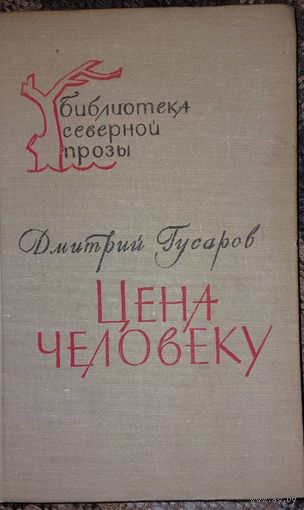 библиотека
северной
прозы
Дмитрий Гусаров
ЦЕНА
ЧЕЛОВЕКУ